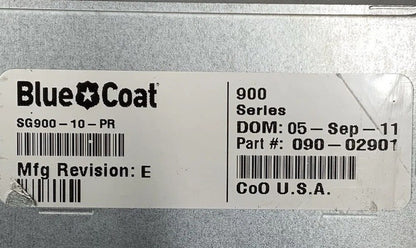 Blue Coat
SG900-10-PR
Mfg Revision: E
900
Series
DOM: 05-Sep-11
Part #: 090-02901
CoO U.S.A.